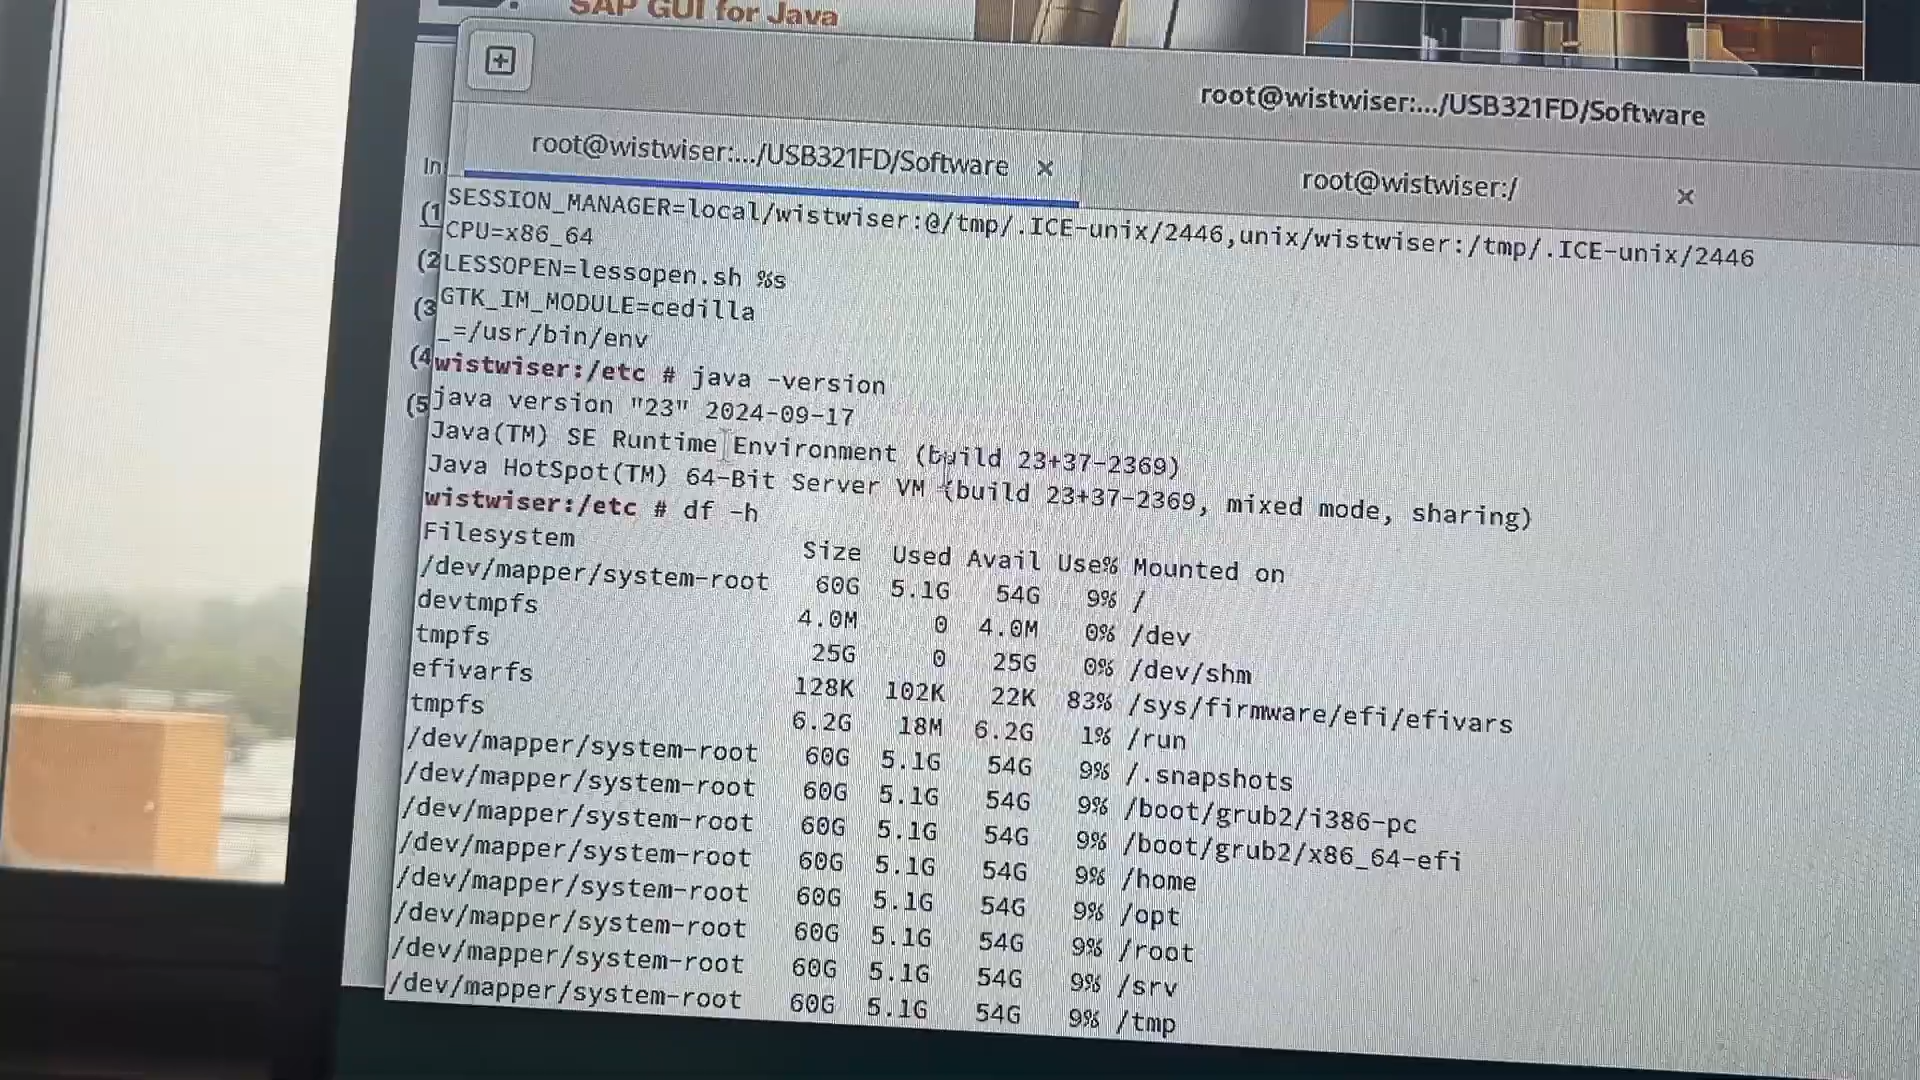 SAP GUI for Java
root@wistwiser:.../USB321FD/Software
root@wistwiser:.../USB321FD/Software ×
root@wistwiser:/ ×
In
(1
(2
(3
(4
(5
SESSION_MANAGER=local/wistwiser:@/tmp/.ICE-unix/2446,unix/wistwiser:/tmp/.ICE-unix/2446
CPU=x86_64
LESSOPEN=lessopen.sh %s
GTK_IM_MODULE=cedilla
_=/usr/bin/env
wistwiser:/etc # java -version
java version "23" 2024-09-17
Java(TM) SE Runtime Environment (build 23+37-2369)
Java HotSpot(TM) 64-Bit Server VM (build 23+37-2369, mixed mode, sharing)
wistwiser:/etc # df -h
Filesystem Size Used Avail Use% Mounted on
/dev/mapper/system-root 60G 5.1G 54G 9% /
devtmpfs 4.0M 0 4.0M 0% /dev
tmpfs 25G 0 25G 0% /dev/shm
efivarfs 128K 102K 22K 83% /sys/firmware/efi/efivars
tmpfs 6.2G 18M 6.2G 1% /run
/dev/mapper/system-root 60G 5.1G 54G 9% /.snapshots
/dev/mapper/system-root 60G 5.1G 54G 9% /boot/grub2/i386-pc
/dev/mapper/system-root 60G 5.1G 54G 9% /boot/grub2/x86_64-efi
/dev/mapper/system-root 60G 5.1G 54G 9% /home
/dev/mapper/system-root 60G 5.1G 54G 9% /opt
/dev/mapper/system-root 60G 5.1G 54G 9% /root
/dev/mapper/system-root 60G 5.1G 54G 9% /srv
/dev/mapper/system-root 60G 5.1G 54G 9% /tmp